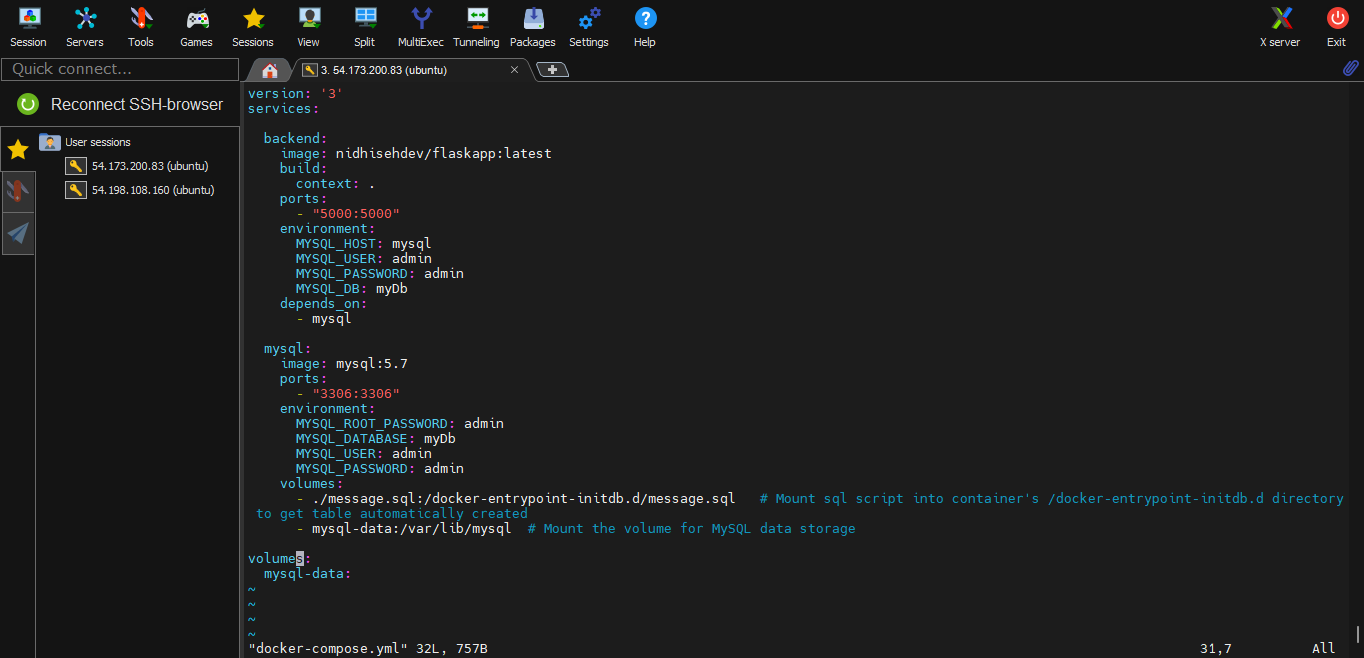 Session Servers Tools Games Sessions View Split MultiExec Tunneling Packages Settings Help X server Exit
Quick connect...
3. 54.173.200.83 (ubuntu)
Reconnect SSH-browser
User sessions
54.173.200.83 (ubuntu)
54.198.108.160 (ubuntu)
version: '3'
services:
backend:
image: nidhisehdev/flaskapp:latest
build:
context: .
ports:
- "5000:5000"
environment:
MYSQL_HOST: mysql
MYSQL_USER: admin
MYSQL_PASSWORD: admin
MYSQL_DB: myDb
depends_on:
- mysql
mysql:
image: mysql:5.7
ports:
- "3306:3306"
environment:
MYSQL_ROOT_PASSWORD: admin
MYSQL_DATABASE: myDb
MYSQL_USER: admin
MYSQL_PASSWORD: admin
volumes:
- ./message.sql:/docker-entrypoint-initdb.d/message.sql   # Mount sql script into container's /docker-entrypoint-initdb.d directory
to get table automatically created
- mysql-data:/var/lib/mysql  # Mount the volume for MySQL data storage
volumes:
mysql-data:
~
~
~
~
"docker-compose.yml" 32L, 757B 31,7 All